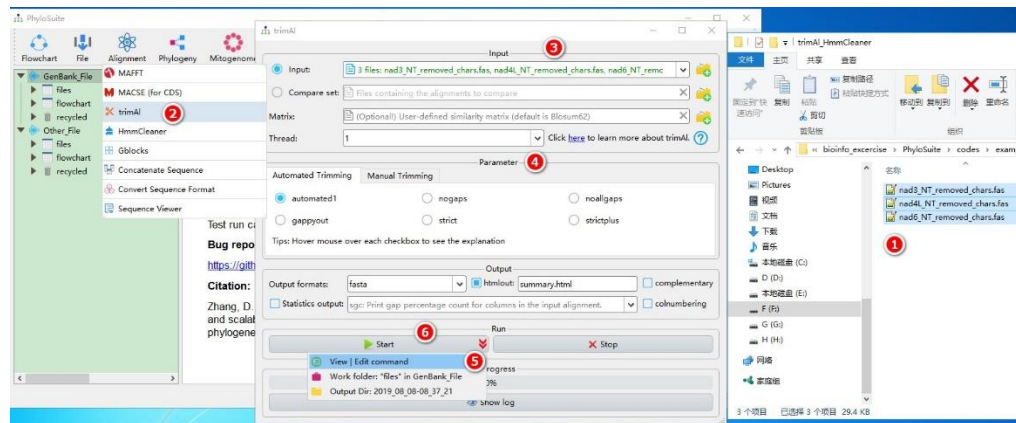 PhyloSuite
Flowchart File Alignment Phylogeny Mitogenome
GenBank_File
files
flowchart
recycled
Other_File
files
flowchart
recycled
MAFFT
MACSE (for CDS)
trimAl
2
HmmCleaner
Gblocks
Concatenate Sequence
Convert Sequence Format
Sequence Viewer
Test run ca
Bug repo
https://gith
Citation:
Zhang, D.
and scalab
phylogene
trimAl
Input
3
Input: 3 files: nad3_NT_removed_chars.fas, nad4L_NT_removed_chars.fas, nad6_NT_remc
Compare set: Files containing the alignments to compare
Matrix: (Optional!) User-defined similarity matrix (default is Blosum62)
Thread: 1 Click here to learn more about trimAl.
Parameter
4
Automated Trimming Manual Trimming
automated1 nogaps noallgaps
gappyout strict strictplus
Tips: Hover mouse over each checkbox to see the explanation
Output
Output formats: fasta htmlout: summary.html complementary
Statistics output: sgc: Print gap percentage count for columns in the input alignment. colnumbering
Run
6
Start Stop
View | Edit command
5
Work folder: "files" in GenBank_File
Output Dir: 2019_08_08-08_37_21
rogress
0%
Show log
trimAl_HmmCleaner
文件 主页 共享 查看
固定到"快速访问" 复制 粘贴
复制路径
粘贴快捷方式
剪切
移动到 复制到 删除 重命名
剪贴板 组织
« bioinfo_excercise › PhyloSuite › codes › exam
Desktop
Pictures
视频
文档
下载
音乐
本地磁盘 (C:)
D (D:)
本地磁盘 (E:)
F (F:)
G (G:)
H (H:)
网络
家庭组
名称
nad3_NT_removed_chars.fas
nad4L_NT_removed_chars.fas
nad6_NT_removed_chars.fas
1
3 个项目 已选择 3 个项目 29.4 KB